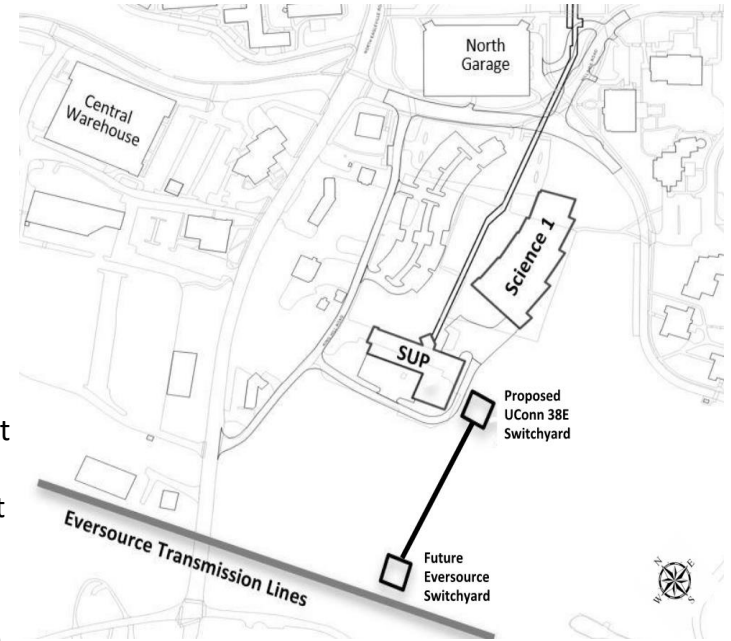 North
Garage
Central
Warehouse
Science 1
SUP
Proposed
UConn 38E
Switchyard
t
t
Eversource Transmission Lines
Future
Eversource
Switchyard
N
E
S
W